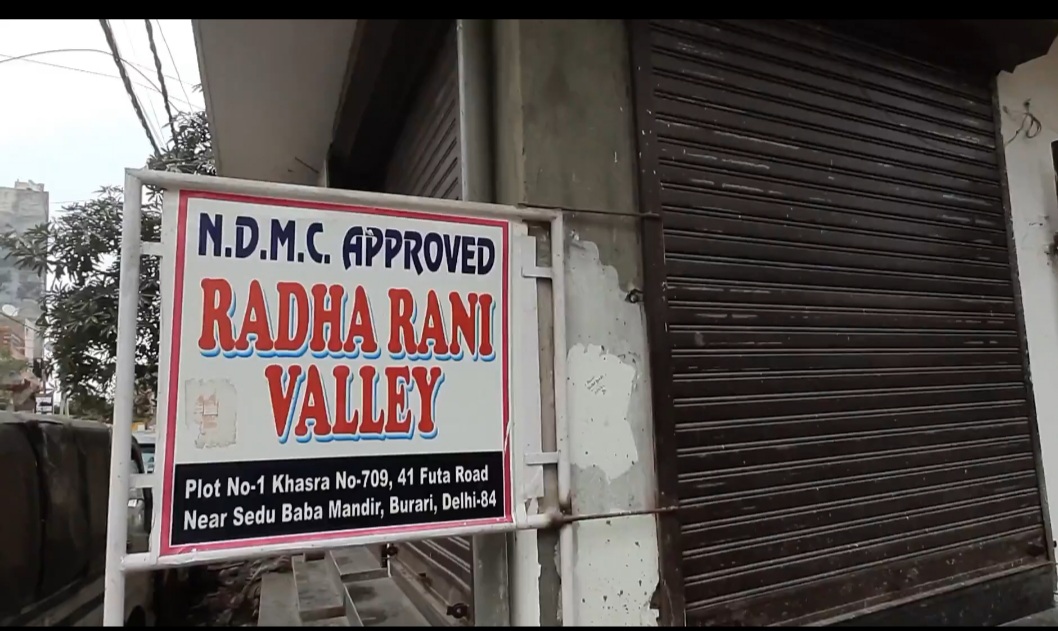 N.D.M.C. APPROVED
RADHA RANI
VALLEY
Plot No-1 Khasra No-709, 41 Futa Road
Near Sedu Baba Mandir, Burari, Delhi-84